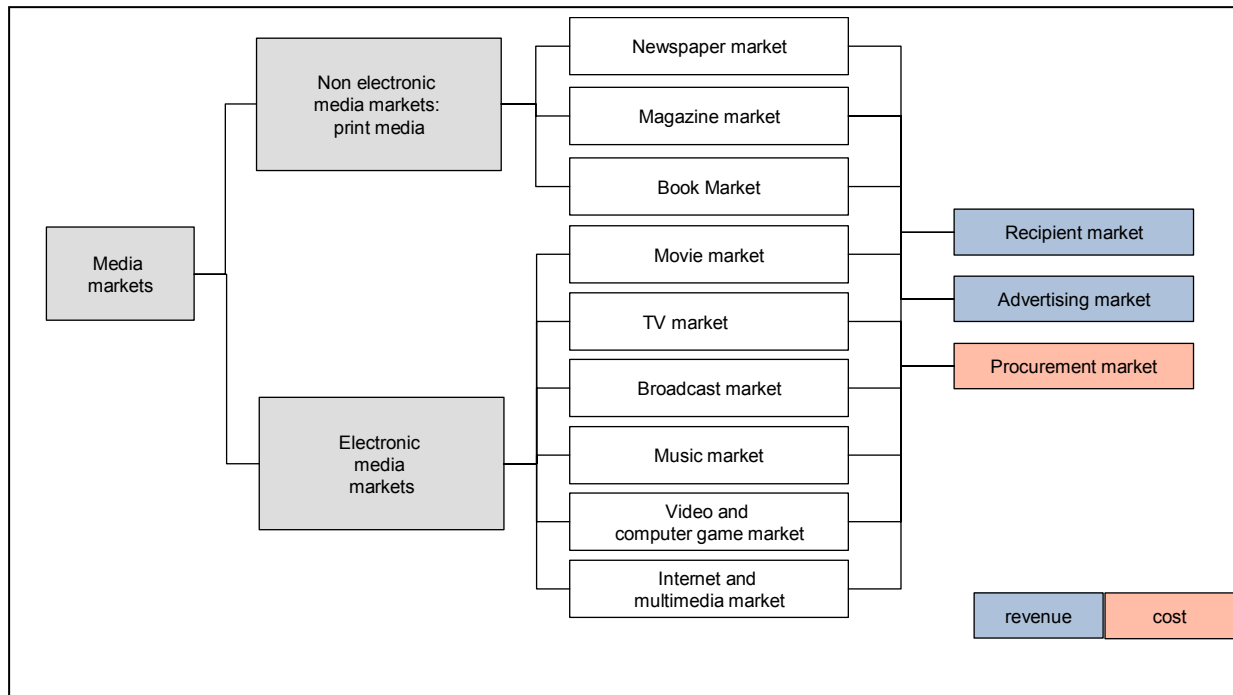 Media
markets
Non electronic
media markets:
print media
Electronic
media
markets
Newspaper market
Magazine market
Book Market
Movie market
TV market
Broadcast market
Music market
Video and
computer game market
Internet and
multimedia market
Recipient market
Advertising market
Procurement market
revenue
cost